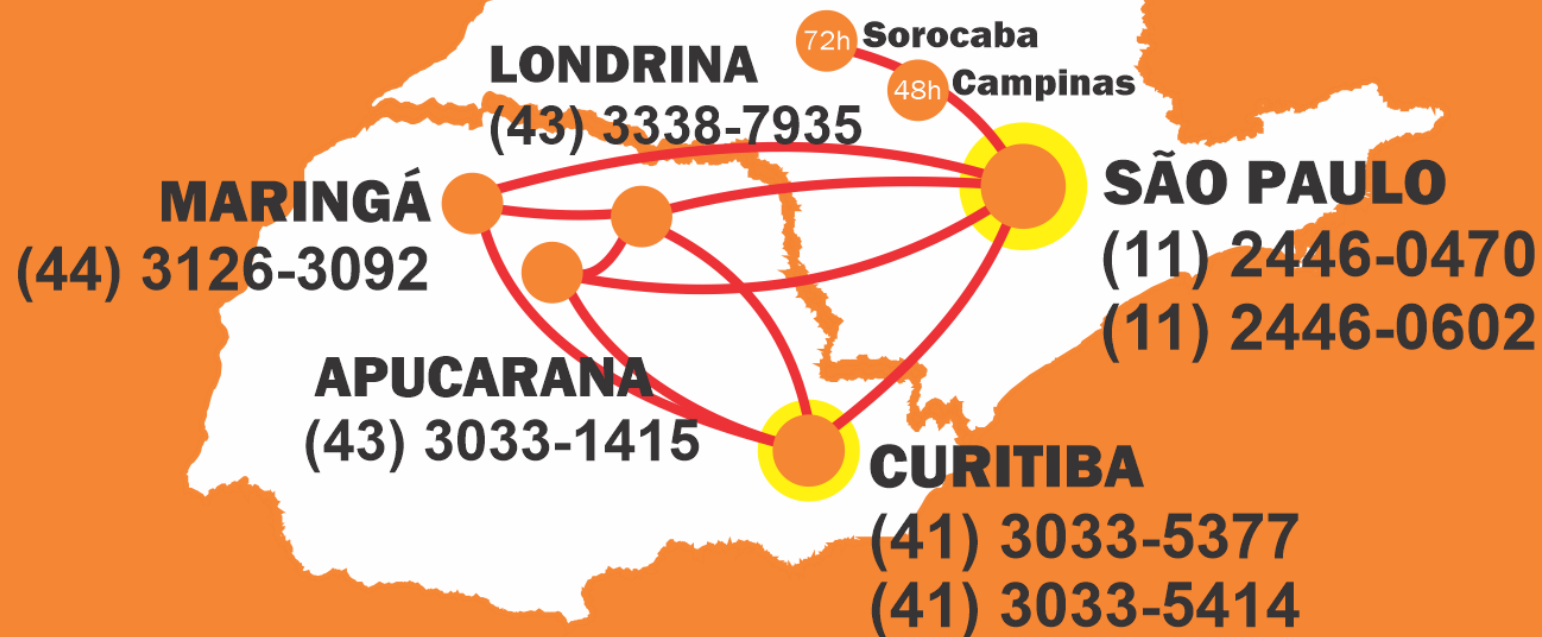 72h Sorocaba
48h Campinas
LONDRINA
(43) 3338-7935
MARINGÁ
(44) 3126-3092
SÃO PAULO
(11) 2446-0470
(11) 2446-0602
APUCARANA
(43) 3033-1415
CURITIBA
(41) 3033-5377
(41) 3033-5414